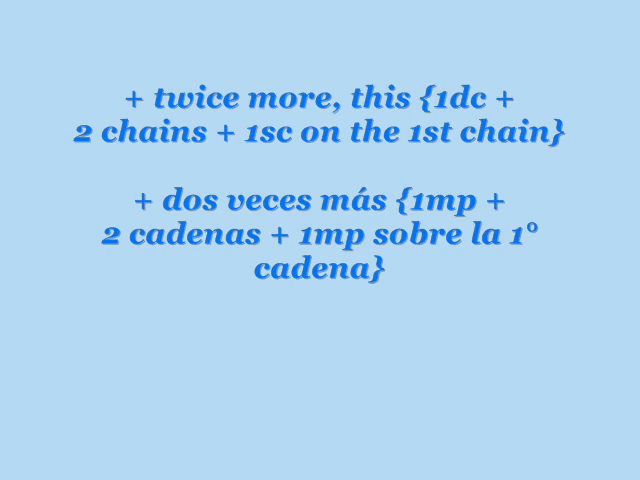 + twice more, this {1dc +
2 chains + 1sc on the 1st chain}
+ dos veces más {1mp +
2 cadenas + 1mp sobre la 1°
cadena}